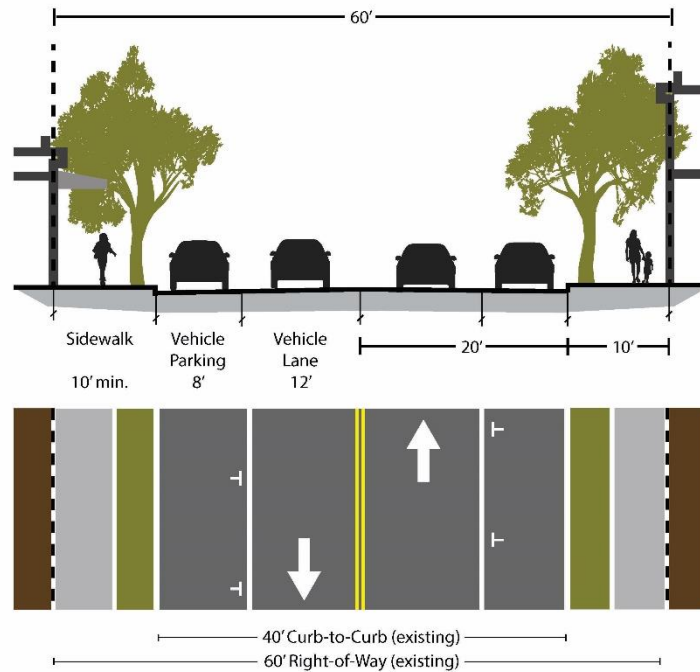 60'
Sidewalk
10' min.
Vehicle
Parking
8'
Vehicle
Lane
12'
20'
10'
40' Curb-to-Curb (existing)
60' Right-of-Way (existing)